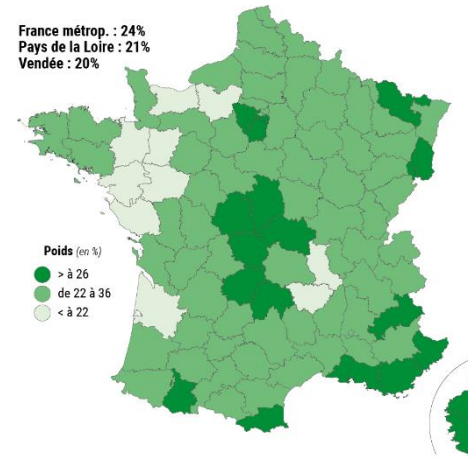 France métrop. : 24%
Pays de la Loire : 21%
Vendée : 20%
Poids (en %)
> à 26
de 22 à 36
< à 22